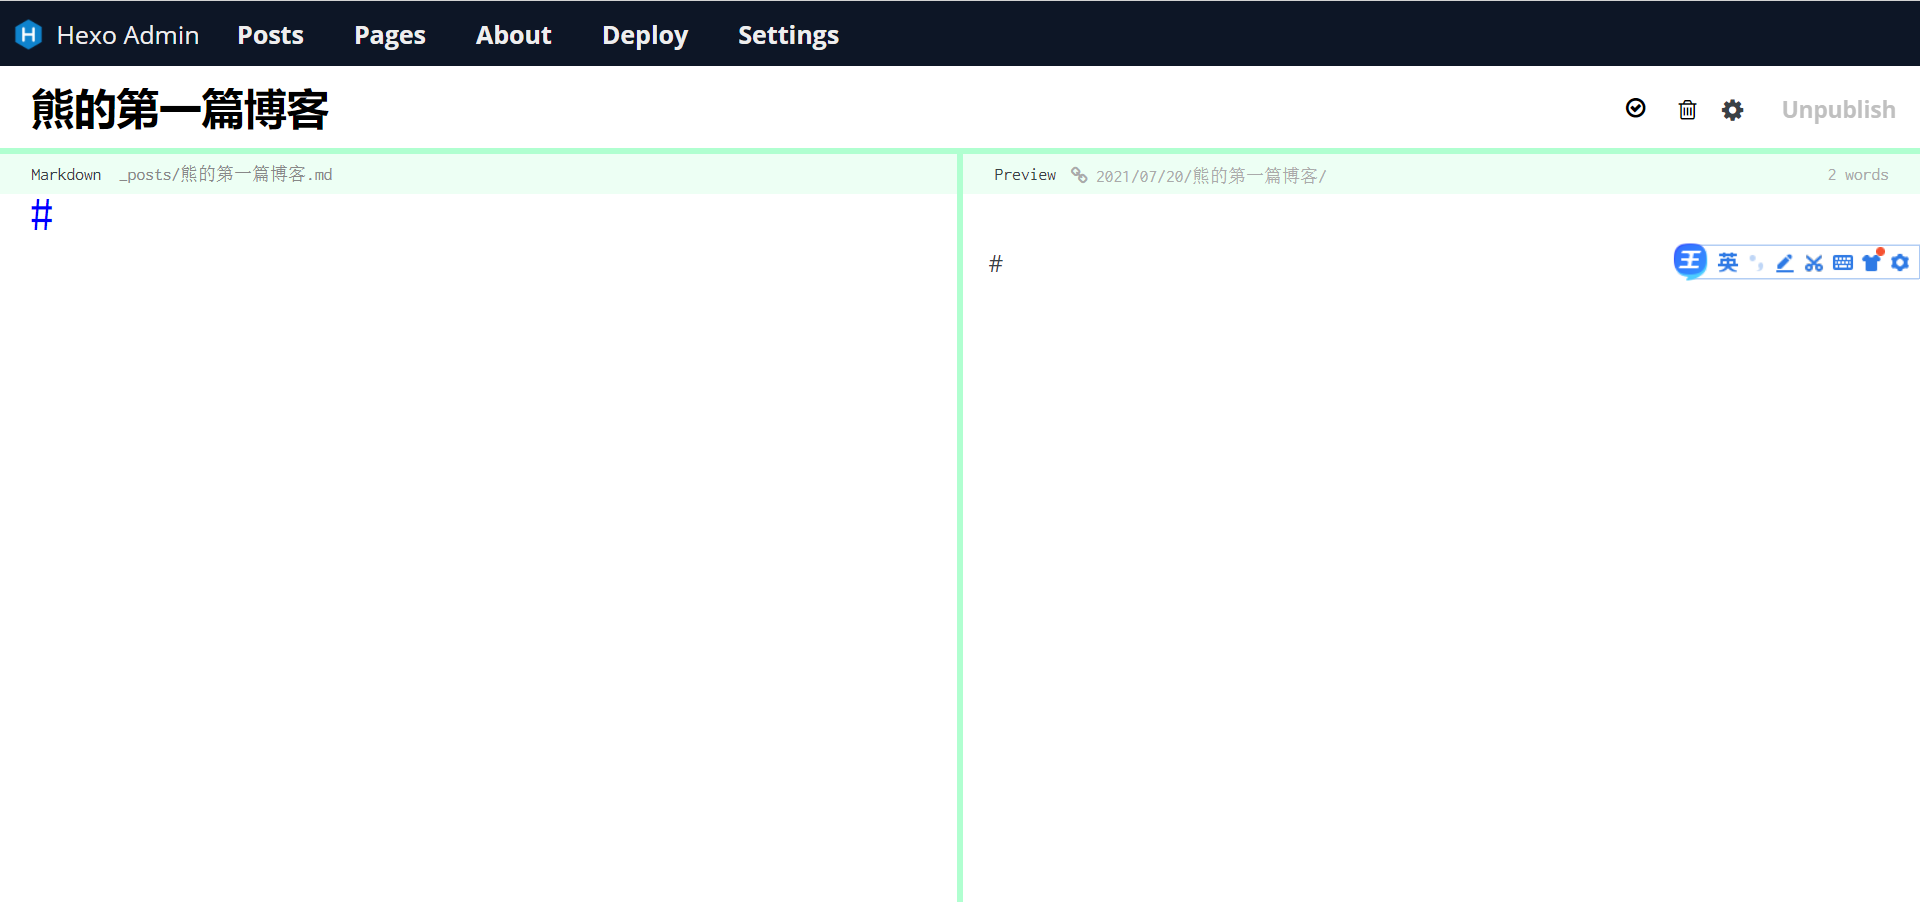 Hexo Admin Posts Pages About Deploy Settings
熊的第一篇博客 Unpublish
Markdown _posts/熊的第一篇博客.md
Preview 2021/07/20/熊的第一篇博客/ 2 words
#
#
王 英 °,